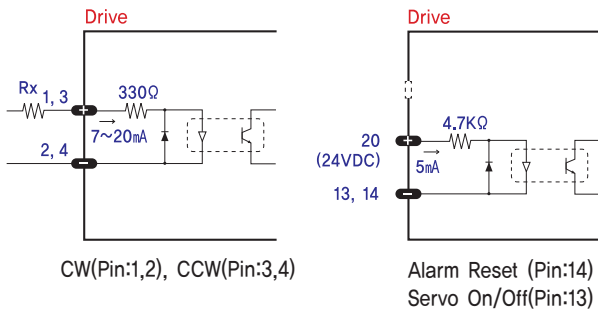 Drive
Rx
1, 3
330Ω
+
7~20mA
2, 4
−
CW(Pin:1,2), CCW(Pin:3,4)
Drive
4.7KΩ
20
+
(24VDC)
5mA
13, 14
−
Alarm Reset (Pin:14)
Servo On/Off(Pin:13)